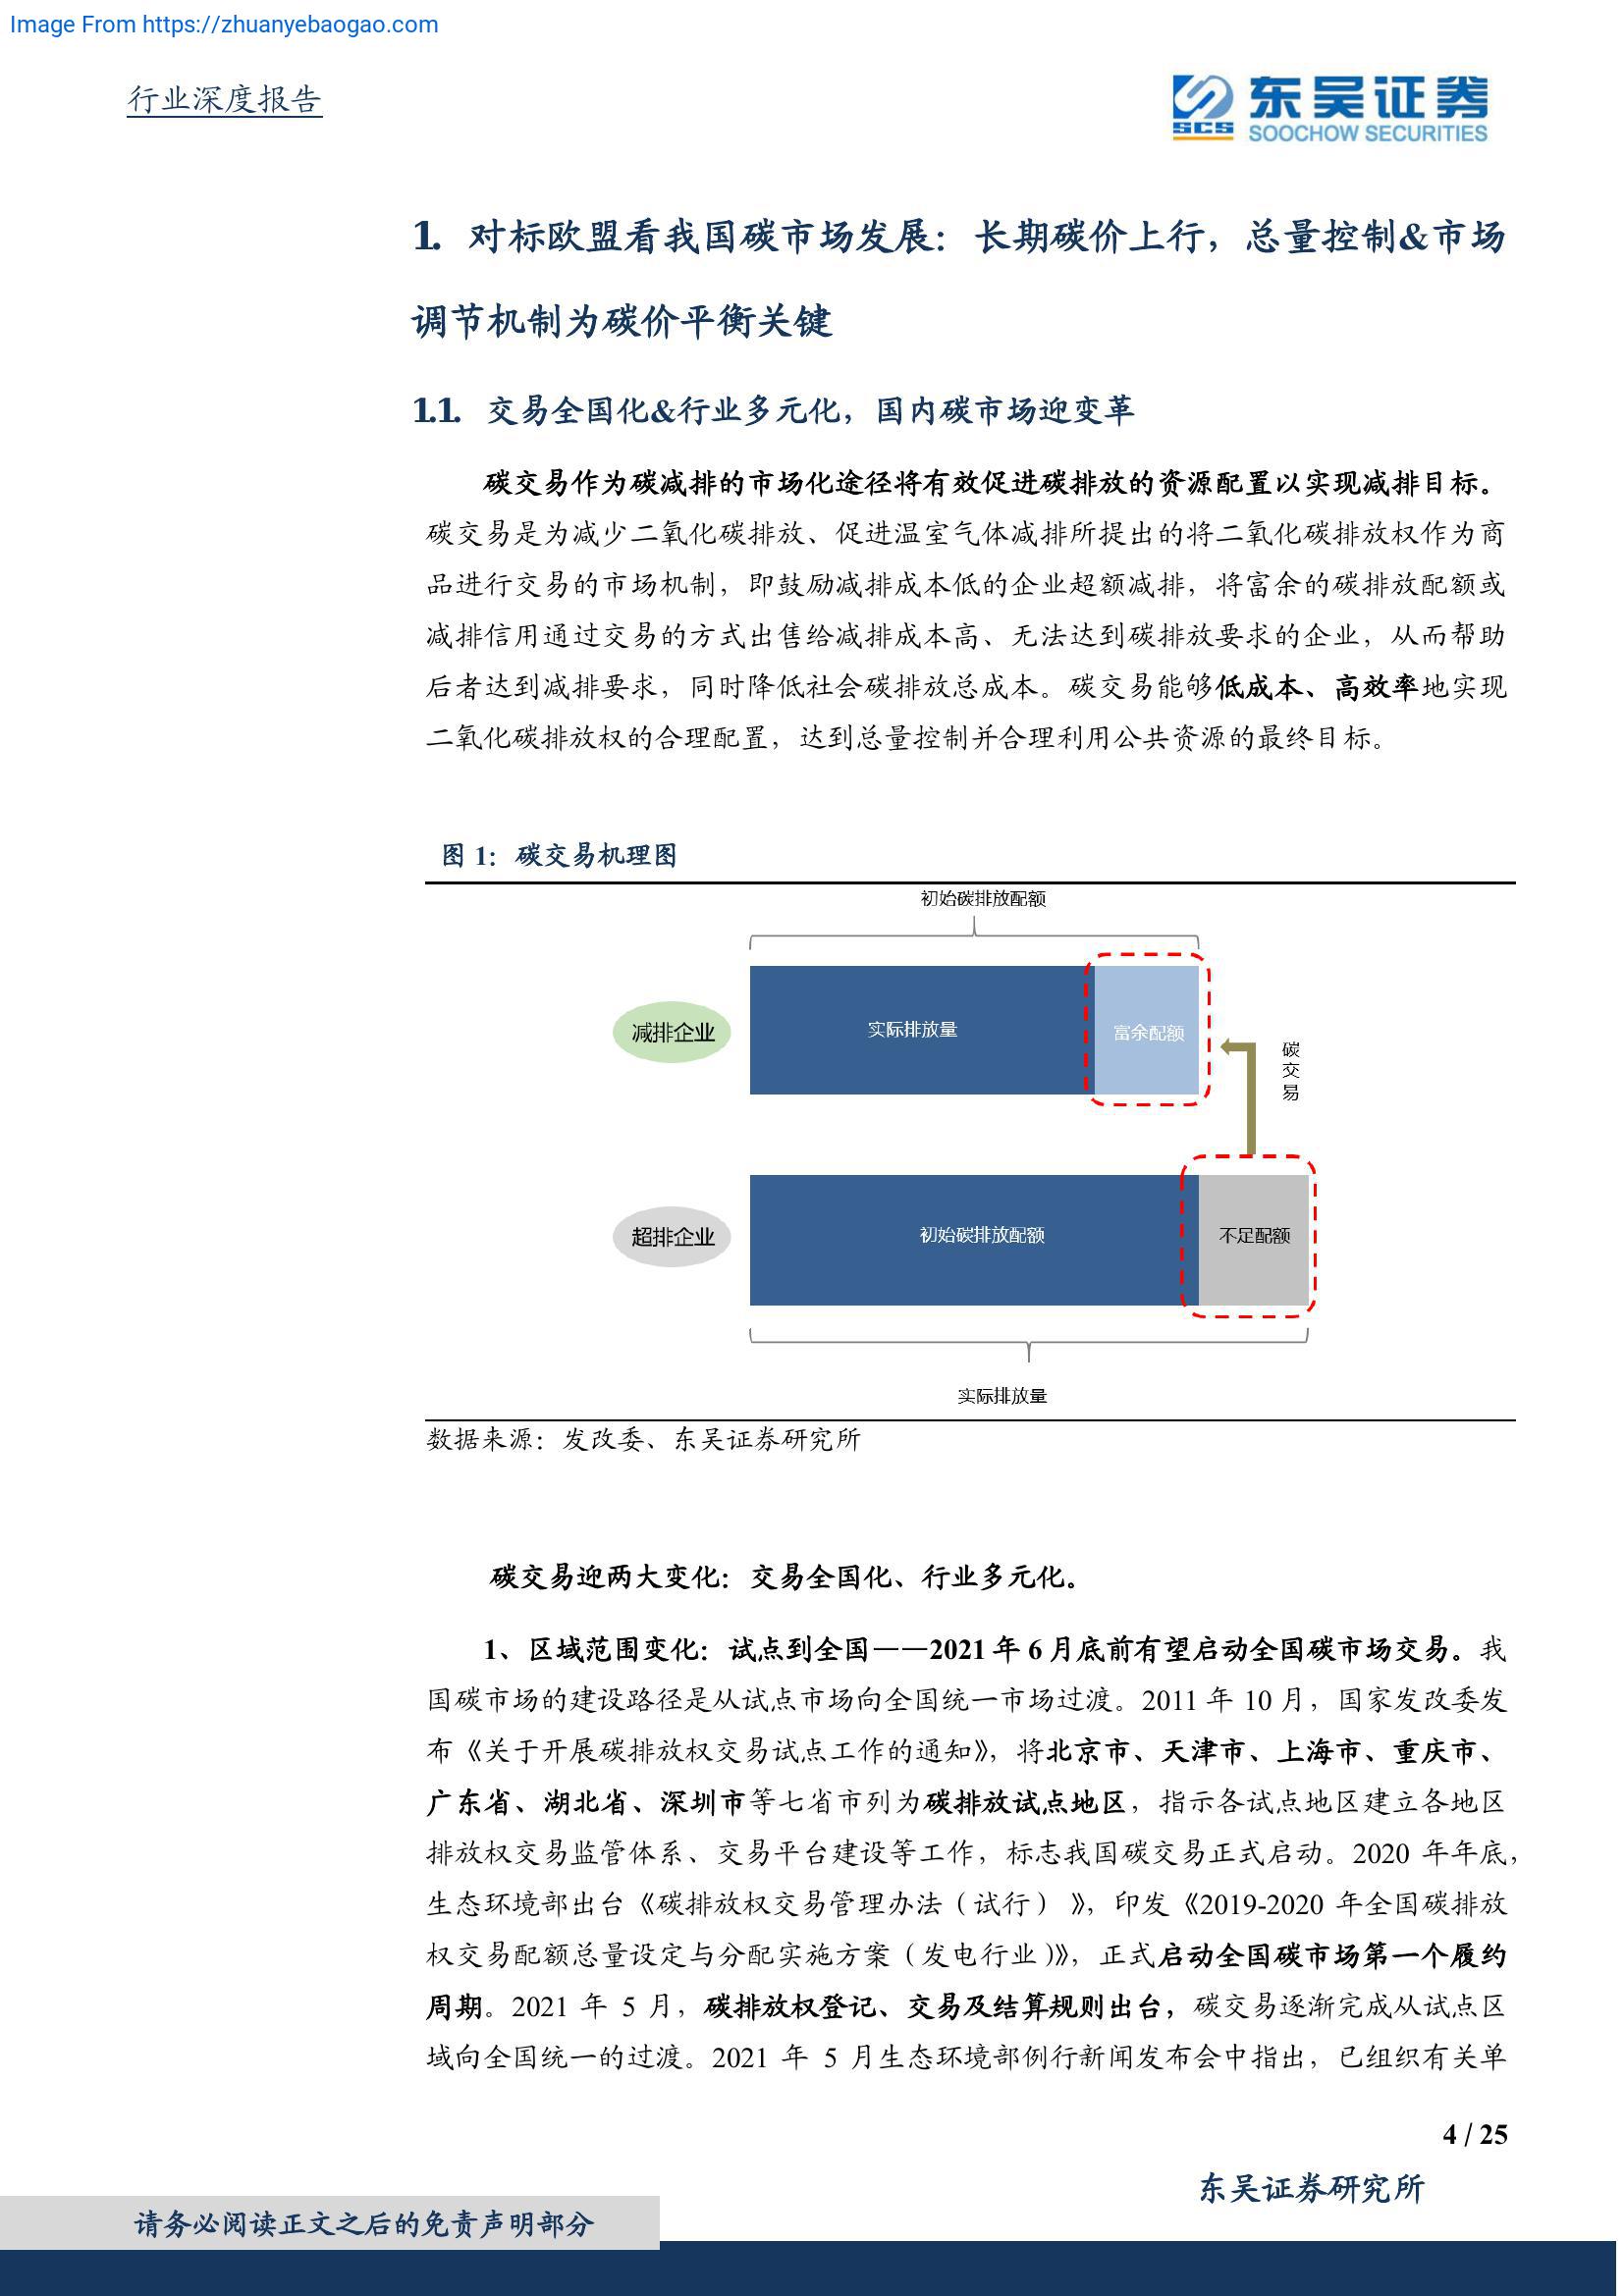 Image From https://zhuanyebaogao.com
行业深度报告
东吴证券
SCS
SOOCHOW SECURITIES
1. 对标欧盟看我国碳市场发展：长期碳价上行，总量控制&市场
调节机制为碳价平衡关键
1.1. 交易全国化&行业多元化，国内碳市场迎变革
碳交易作为碳减排的市场化途径将有效促进碳排放的资源配置以实现减排目标。
碳交易是为减少二氧化碳排放、促进温室气体减排所提出的将二氧化碳排放权作为商
品进行交易的市场机制，即鼓励减排成本低的企业超额减排，将富余的碳排放配额或
减排信用通过交易的方式出售给减排成本高、无法达到碳排放要求的企业，从而帮助
后者达到减排要求，同时降低社会碳排放总成本。碳交易能够低成本、高效率地实现
二氧化碳排放权的合理配置，达到总量控制并合理利用公共资源的最终目标。
图 1：碳交易机理图
初始碳排放配额
减排企业
实际排放量
富余配额
碳交易
超排企业
初始碳排放配额
不足配额
实际排放量
数据来源：发改委、东吴证券研究所
碳交易迎两大变化：交易全国化、行业多元化。
1、区域范围变化：试点到全国——2021 年 6 月底前有望启动全国碳市场交易。我
国碳市场的建设路径是从试点市场向全国统一市场过渡。2011 年 10 月，国家发改委发
布《关于开展碳排放权交易试点工作的通知》，将北京市、天津市、上海市、重庆市、
广东省、湖北省、深圳市等七省市列为碳排放试点地区，指示各试点地区建立各地区
排放权交易监管体系、交易平台建设等工作，标志我国碳交易正式启动。2020 年年底，
生态环境部出台《碳排放权交易管理办法（试行） 》，印发《2019-2020 年全国碳排放
权交易配额总量设定与分配实施方案（发电行业）》，正式启动全国碳市场第一个履约
周期。2021 年 5 月，碳排放权登记、交易及结算规则出台，碳交易逐渐完成从试点区
域向全国统一的过渡。2021 年 5 月生态环境部例行新闻发布会中指出，已组织有关单
4 / 25
东吴证券研究所
请务必阅读正文之后的免责声明部分